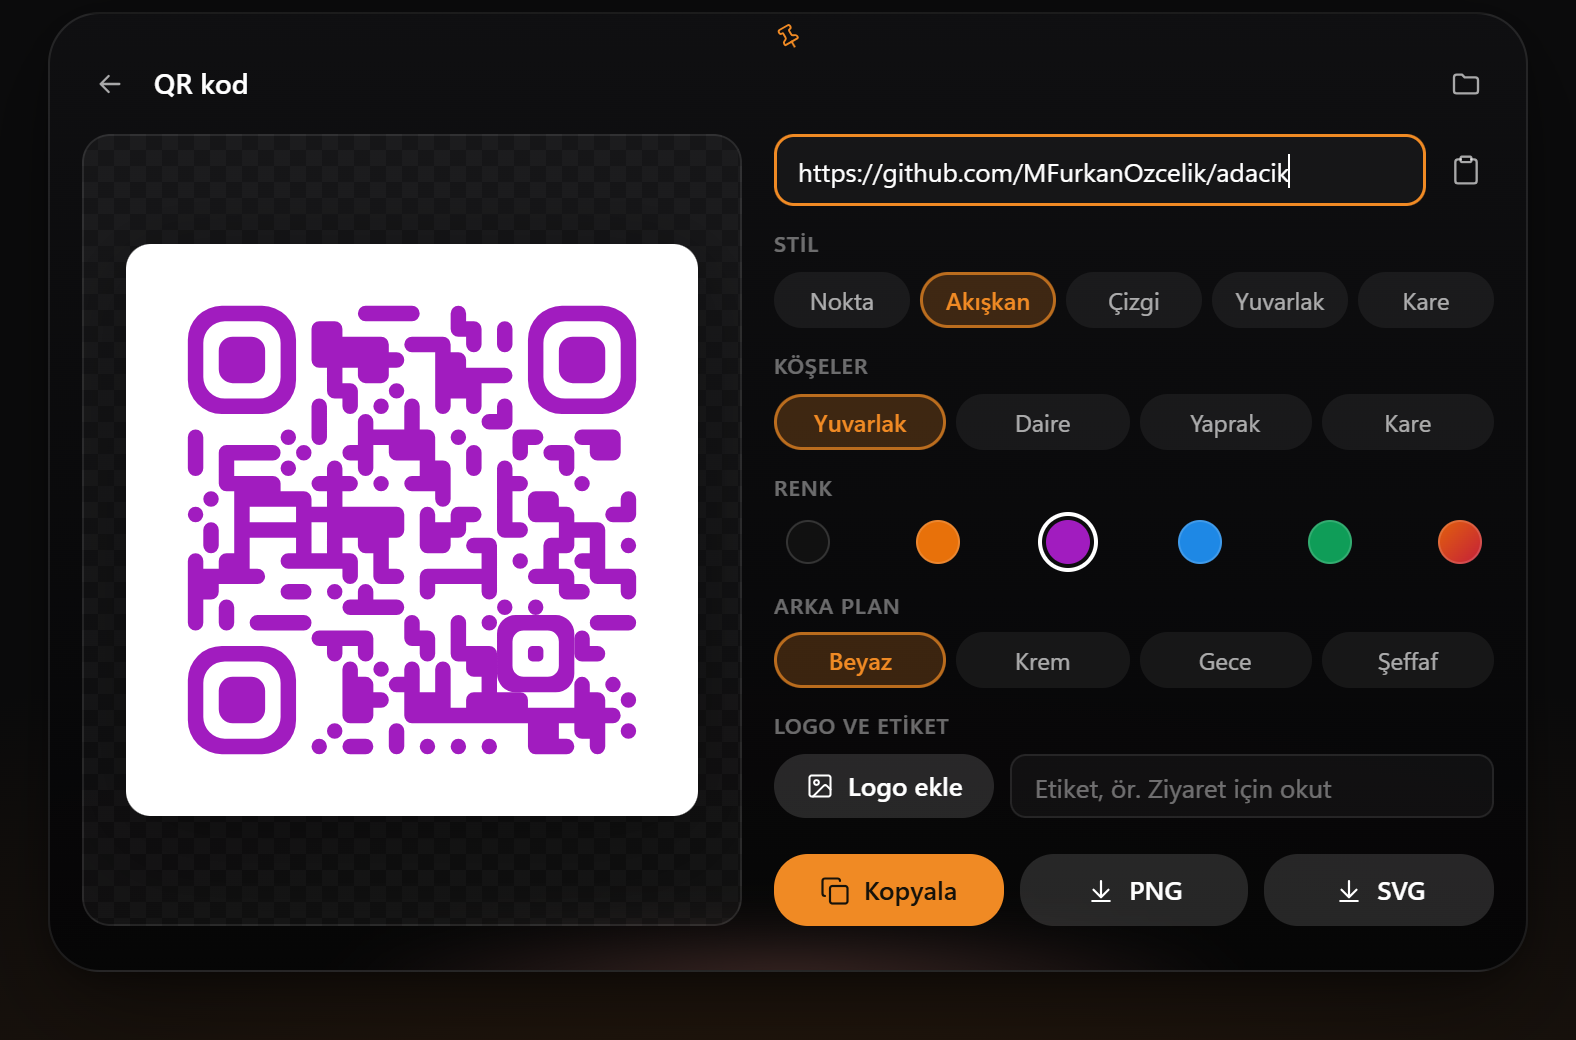 QR kod
https://github.com/MFurkanOzcelik/adacik
STİL
Nokta Akışkan Çizgi Yuvarlak Kare
KÖŞELER
Yuvarlak Daire Yaprak Kare
RENK
ARKA PLAN
Beyaz Krem Gece Şeffaf
LOGO VE ETİKET
Logo ekle Etiket, ör. Ziyaret için okut
Kopyala PNG SVG